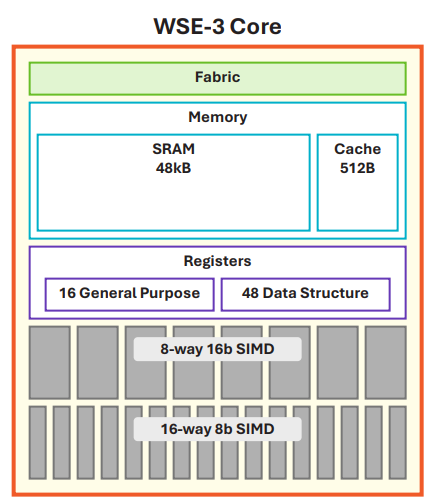 WSE-3 Core
Fabric
Memory
SRAM
48kB
Cache
512B
Registers
16 General Purpose
48 Data Structure
8-way 16b SIMD
16-way 8b SIMD